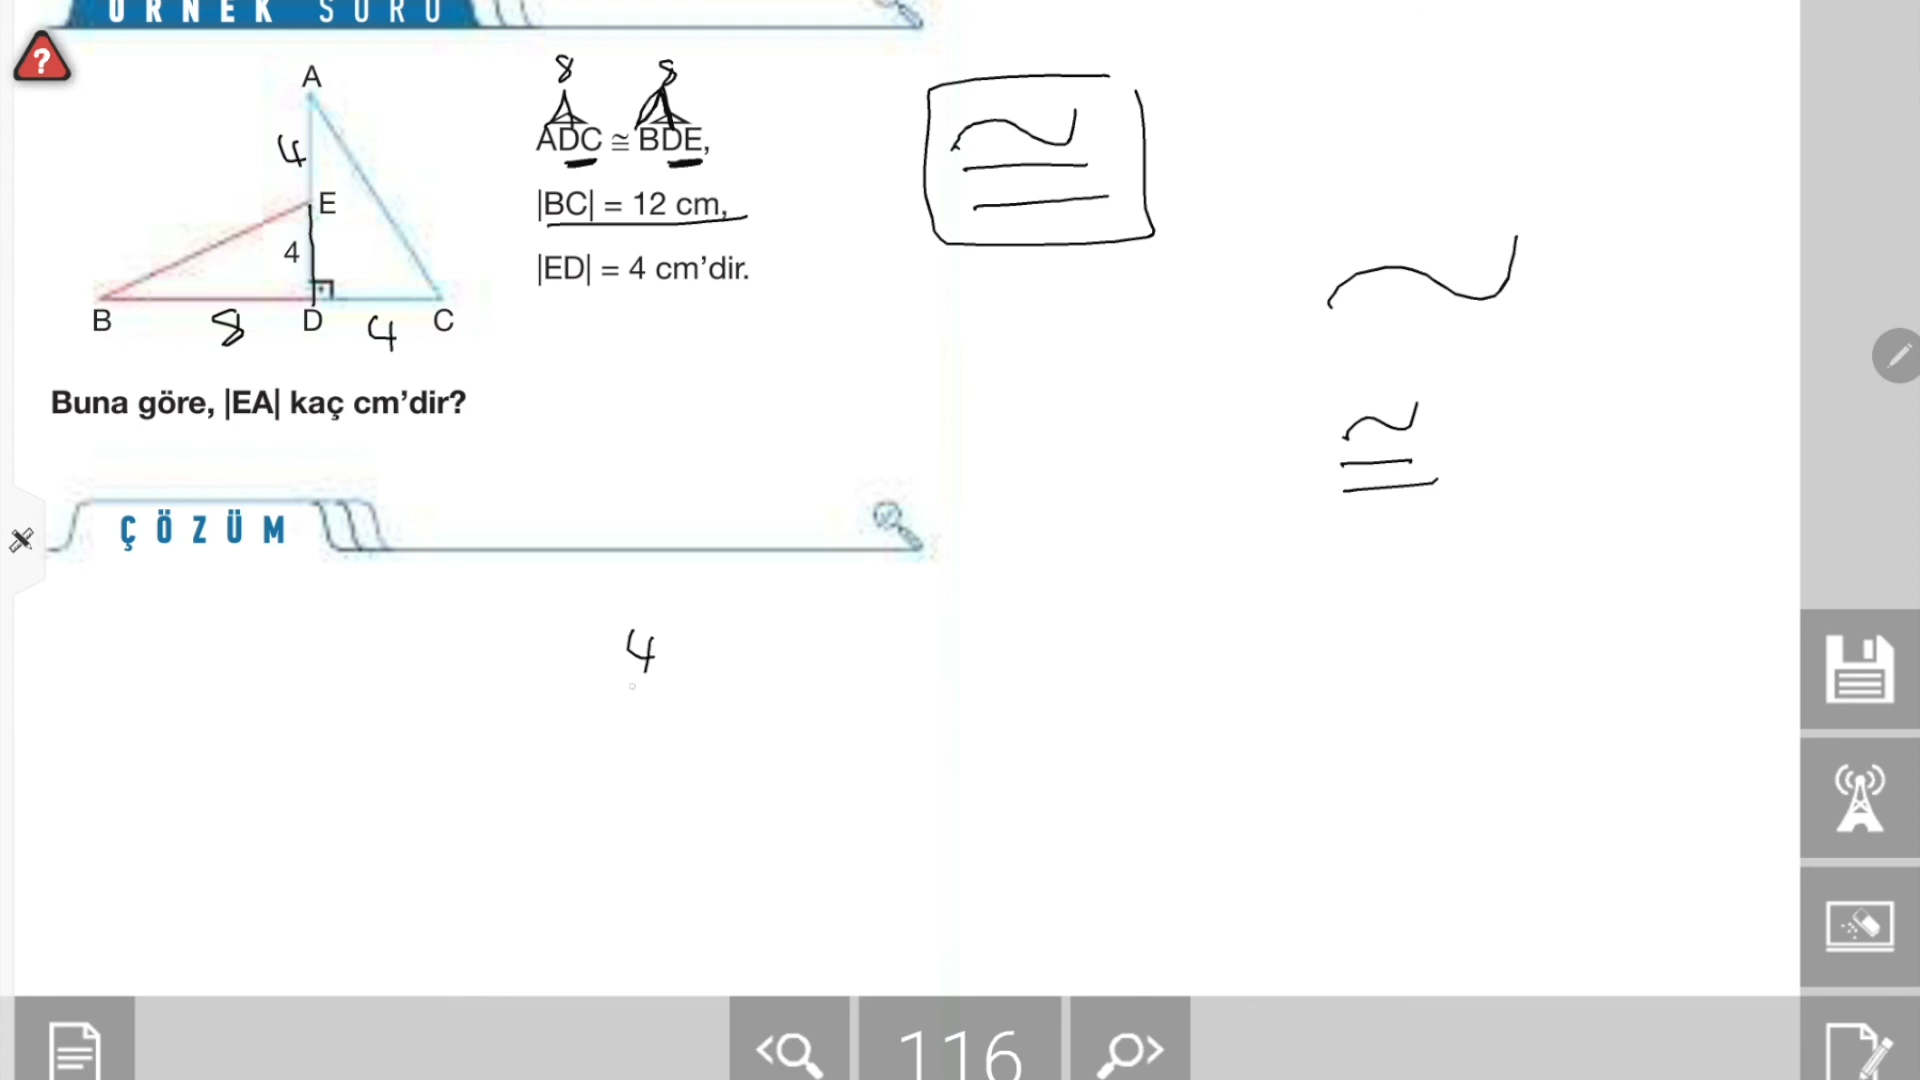 ÖRNEK SORU
?
A
8 8
4
ADC ≅ BDE,
E
|BC| = 12 cm,
4
|ED| = 4 cm'dir.
B 8 D 4 C
≅
~
≅
Buna göre, |EA| kaç cm'dir?
ÇÖZÜM
4
116